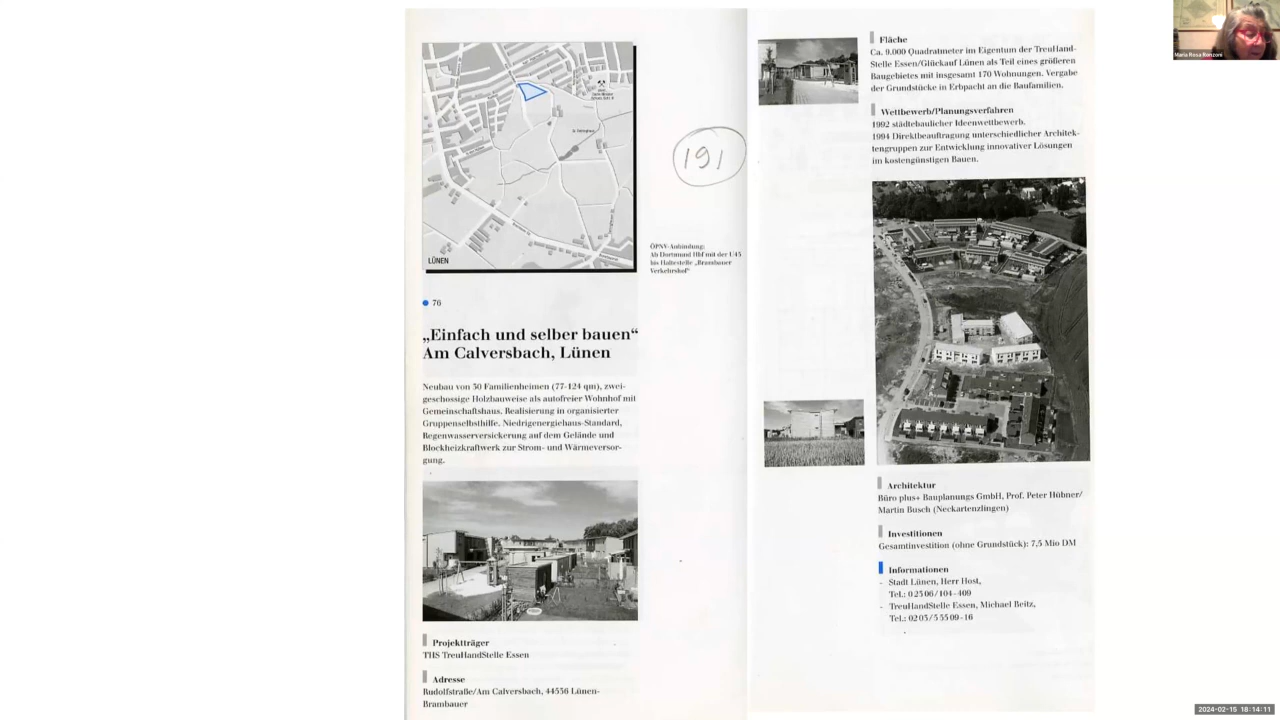 LÜNEN
ÖPNV-Anbindung:
Ab Dortmund Hbf mit der U45
bis Haltestelle „Brambauer
Verkehrshof“
191
76
„Einfach und selber bauen“
Am Calversbach, Lünen
Neubau von 30 Familienheimen (77-124 qm), zwei-
geschossige Holzbauweise als autofreier Wohnhof mit
Gemeinschaftshaus. Realisierung in organisierter
Gruppenselbsthilfe. Niedrigenergiehaus-Standard,
Regenwasserversickerung auf dem Gelände und
Blockheizkraftwerk zur Strom- und Wärmeversor-
gung.
Projektträger
THS TreuHandStelle Essen
Adresse
Rudolfstraße/Am Calversbach, 44536 Lünen-
Brambauer
Fläche
Ca. 9.000 Quadratmeter im Eigentum der TreuHand-
Stelle Essen/Glückauf Lünen als Teil eines größeren
Baugebietes mit insgesamt 170 Wohnungen. Vergabe
der Grundstücke in Erbpacht an die Baufamilien.
Wettbewerb/Planungsverfahren
1992 städtebaulicher Ideenwettbewerb.
1994 Direktbeauftragung unterschiedlicher Architek-
tengruppen zur Entwicklung innovativer Lösungen
im kostengünstigen Bauen.
Architektur
Büro plus+ Bauplanungs GmbH, Prof. Peter Hübner/
Martin Busch (Neckartenzlingen)
Investitionen
Gesamtinvestition (ohne Grundstück): 7,5 Mio DM
Informationen
- Stadt Lünen, Herr Host,
Tel.: 02306/104-409
- TreuHandStelle Essen, Michael Beitz,
Tel.: 0203/53509-16
Maria Rosa Ronzoni
2024-02-15 18:14:11